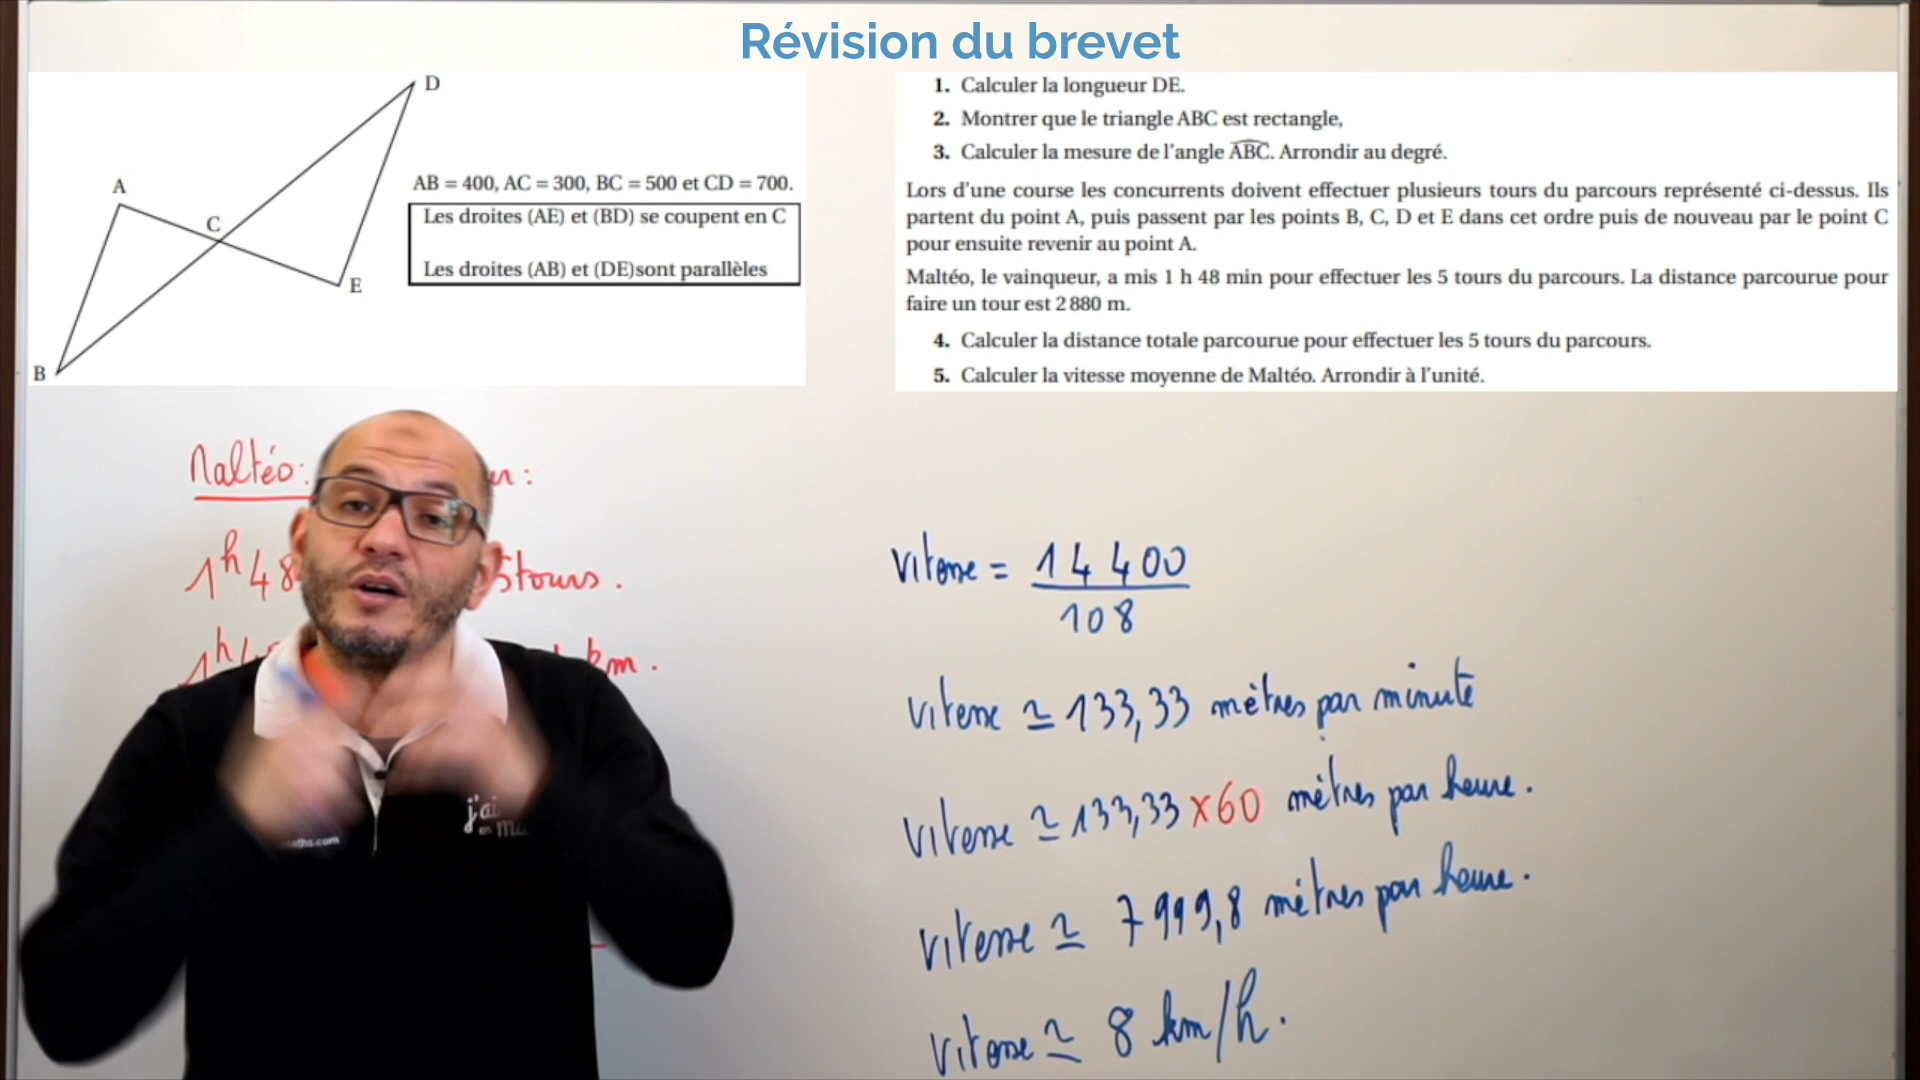 Révision du brevet
D
A
C
E
B
AB = 400, AC = 300, BC = 500 et CD = 700.
Les droites (AE) et (BD) se coupent en C
Les droites (AB) et (DE)sont parallèles
1. Calculer la longueur DE.
2. Montrer que le triangle ABC est rectangle,
3. Calculer la mesure de l'angle ABC. Arrondir au degré.
Lors d'une course les concurrents doivent effectuer plusieurs tours du parcours représenté ci-dessus. Ils
partent du point A, puis passent par les points B, C, D et E dans cet ordre puis de nouveau par le point C
pour ensuite revenir au point A.
Maltéo, le vainqueur, a mis 1 h 48 min pour effectuer les 5 tours du parcours. La distance parcourue pour
faire un tour est 2 880 m.
4. Calculer la distance totale parcourue pour effectuer les 5 tours du parcours.
5. Calculer la vitesse moyenne de Maltéo. Arrondir à l'unité.
Maltéo:
1h 48 5 tours.
1h km.
j'ai
en
vitesse = 14 400
108
vitesse ≃ 133,33 mètres par minute
vitesse ≃ 133,33 x60 mètres par heure.
vitesse ≃ 7 999,8 mètres par heure.
vitesse ≃ 8 km/h.